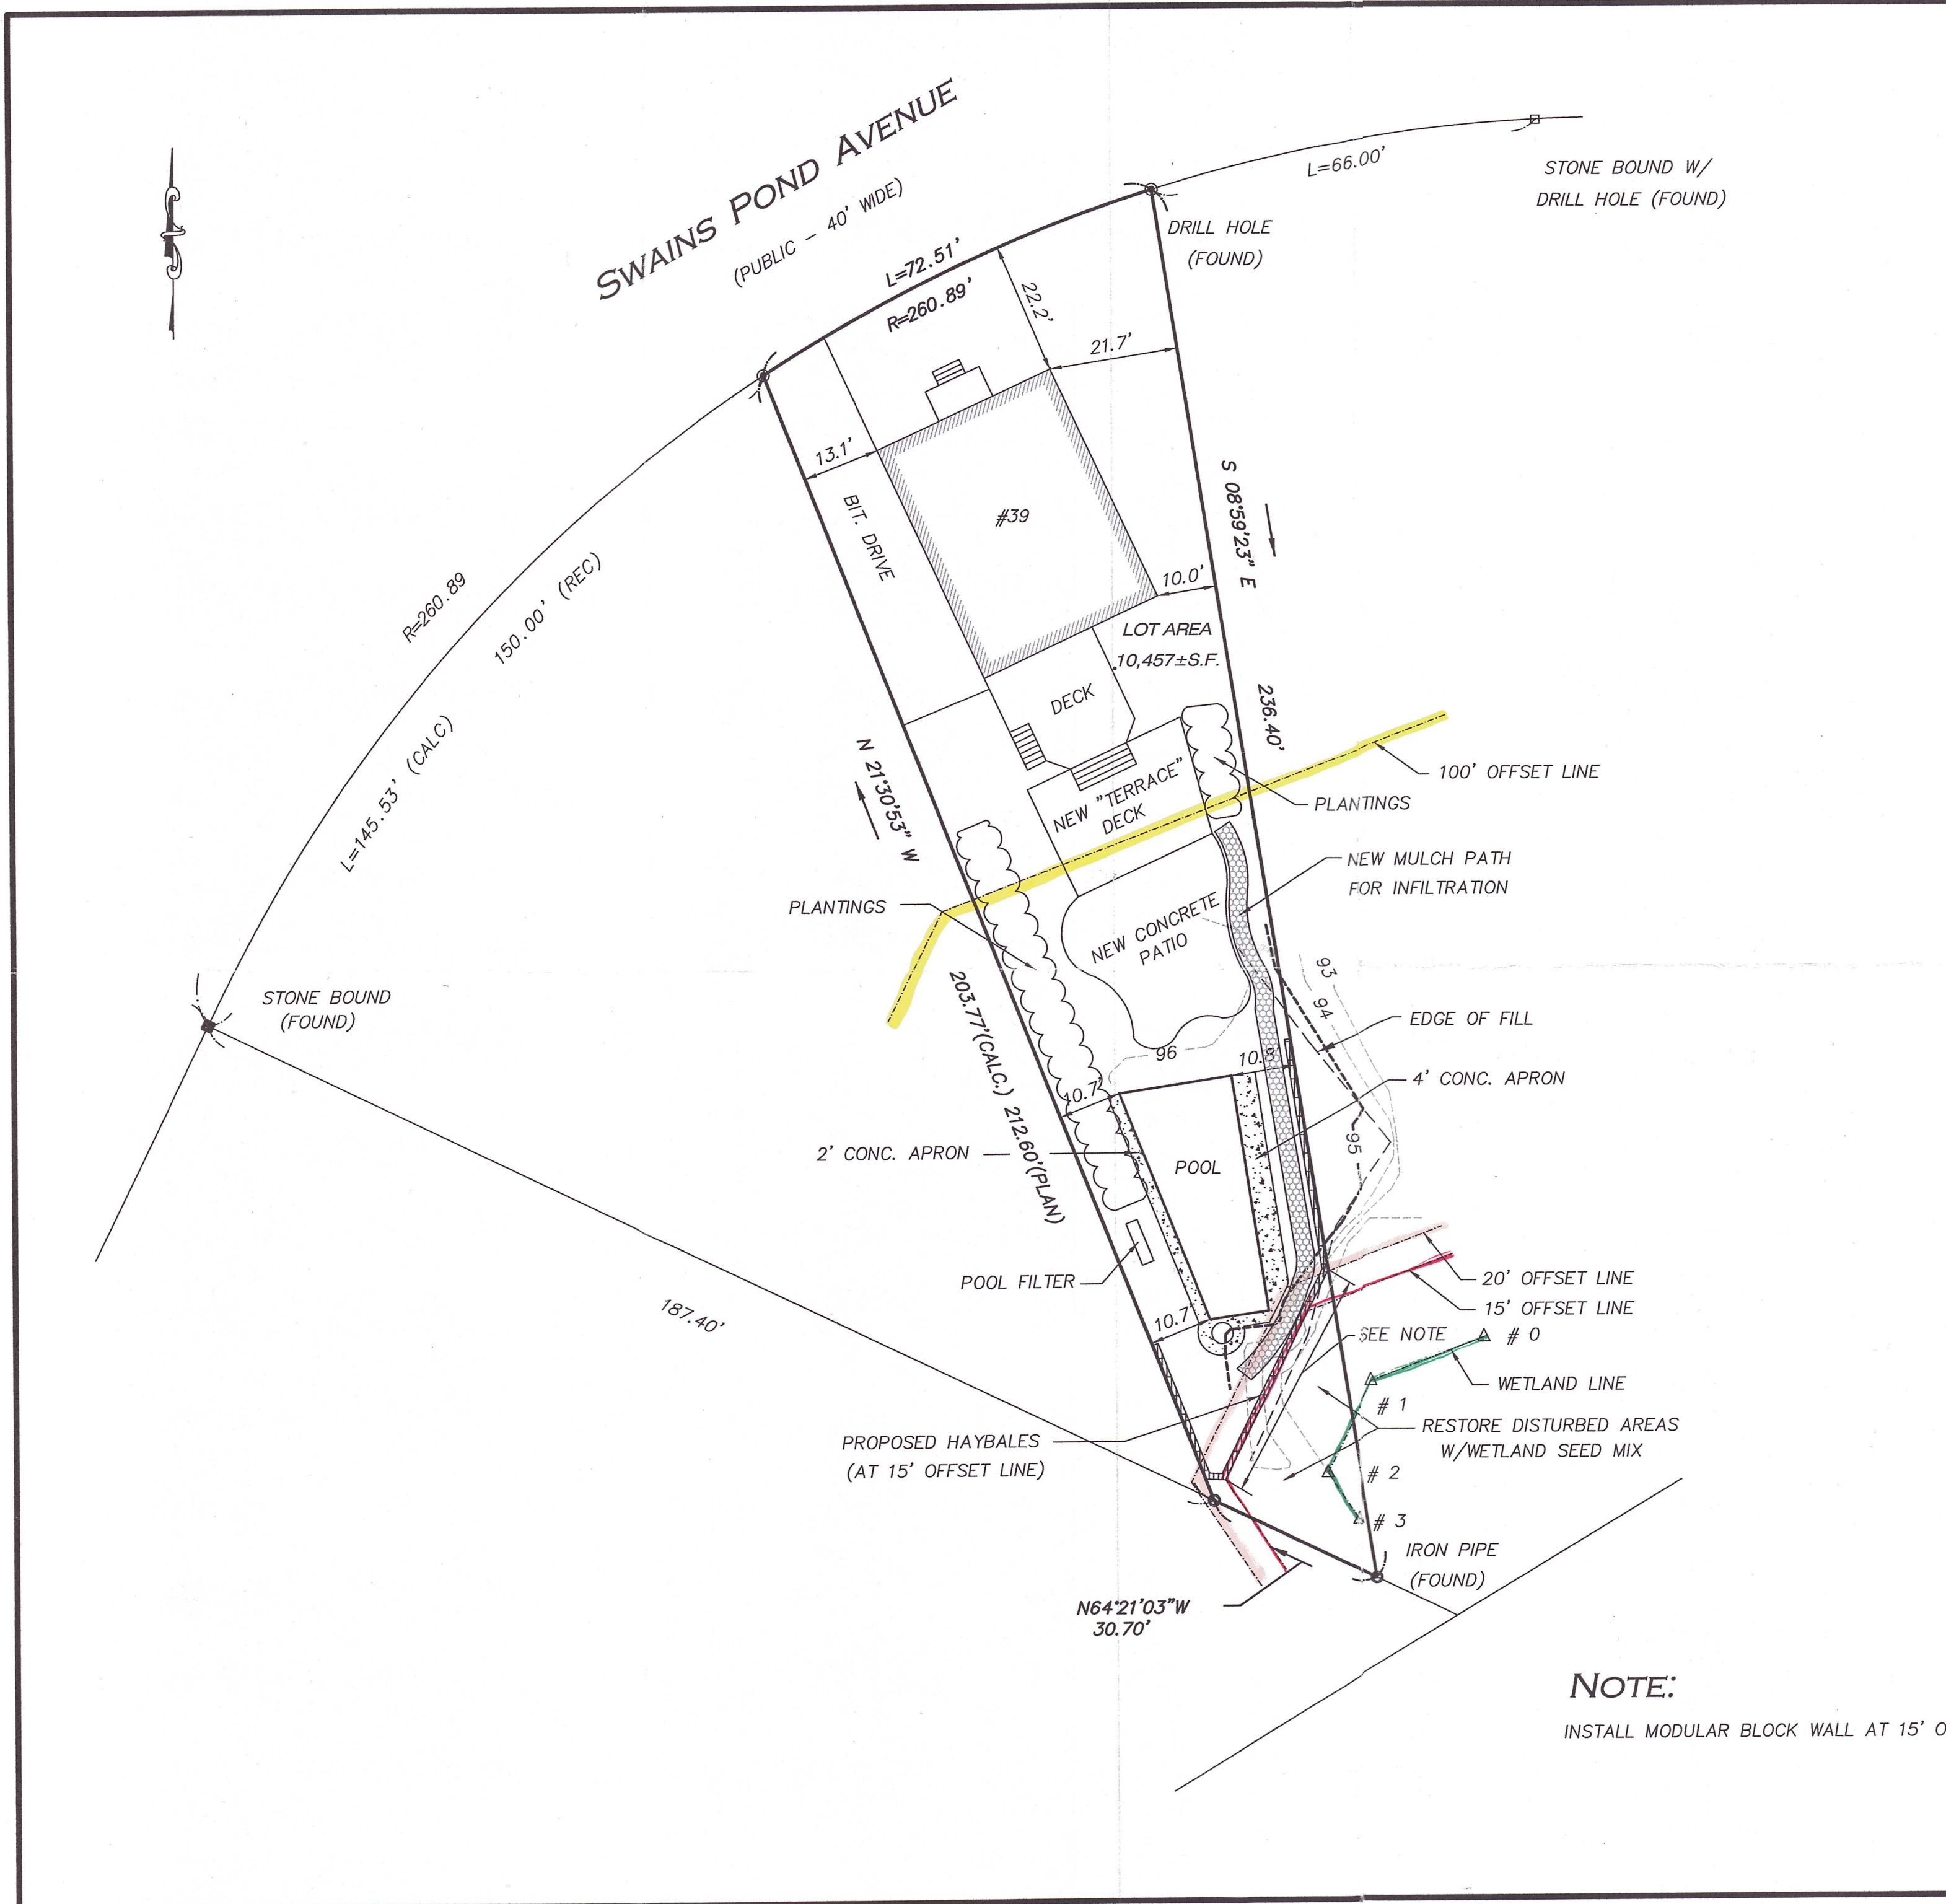 SWAINS POND AVENUE
(PUBLIC – 40' WIDE)
L=66.00'
STONE BOUND W/
DRILL HOLE (FOUND)
DRILL HOLE
(FOUND)
L=72.51'
R=260.89'
22.2'
21.7'
13.1'
BIT. DRIVE
#39
S 08°59'23" E
10.0'
LOT AREA
10,457±S.F.
R=260.89
150.00' (REC)
L=145.53' (CALC)
DECK
236.40'
N 21°30'53" W
NEW "TERRACE"
DECK
100' OFFSET LINE
PLANTINGS
NEW MULCH PATH
FOR INFILTRATION
PLANTINGS
NEW CONCRETE
PATIO
93
94
STONE BOUND
(FOUND)
203.77'(CALC.) 212.60'(PLAN)
EDGE OF FILL
96
10.8'
4' CONC. APRON
10.7'
95
2' CONC. APRON
POOL
POOL FILTER
20' OFFSET LINE
15' OFFSET LINE
187.40'
10.7'
SEE NOTE
# 0
WETLAND LINE
# 1
RESTORE DISTURBED AREAS
W/WETLAND SEED MIX
PROPOSED HAYBALES
(AT 15' OFFSET LINE)
# 2
# 3
IRON PIPE
(FOUND)
N64°21'03"W
30.70'
NOTE:
INSTALL MODULAR BLOCK WALL AT 15' O